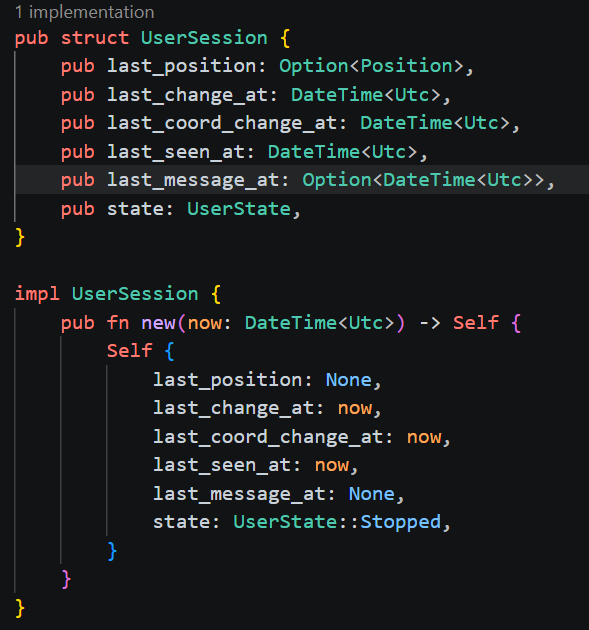 1 implementation
pub struct UserSession {
    pub last_position: Option<Position>,
    pub last_change_at: DateTime<Utc>,
    pub last_coord_change_at: DateTime<Utc>,
    pub last_seen_at: DateTime<Utc>,
    pub last_message_at: Option<DateTime<Utc>>,
    pub state: UserState,
}

impl UserSession {
    pub fn new(now: DateTime<Utc>) -> Self {
        Self {
            last_position: None,
            last_change_at: now,
            last_coord_change_at: now,
            last_seen_at: now,
            last_message_at: None,
            state: UserState::Stopped,
        }
    }
}